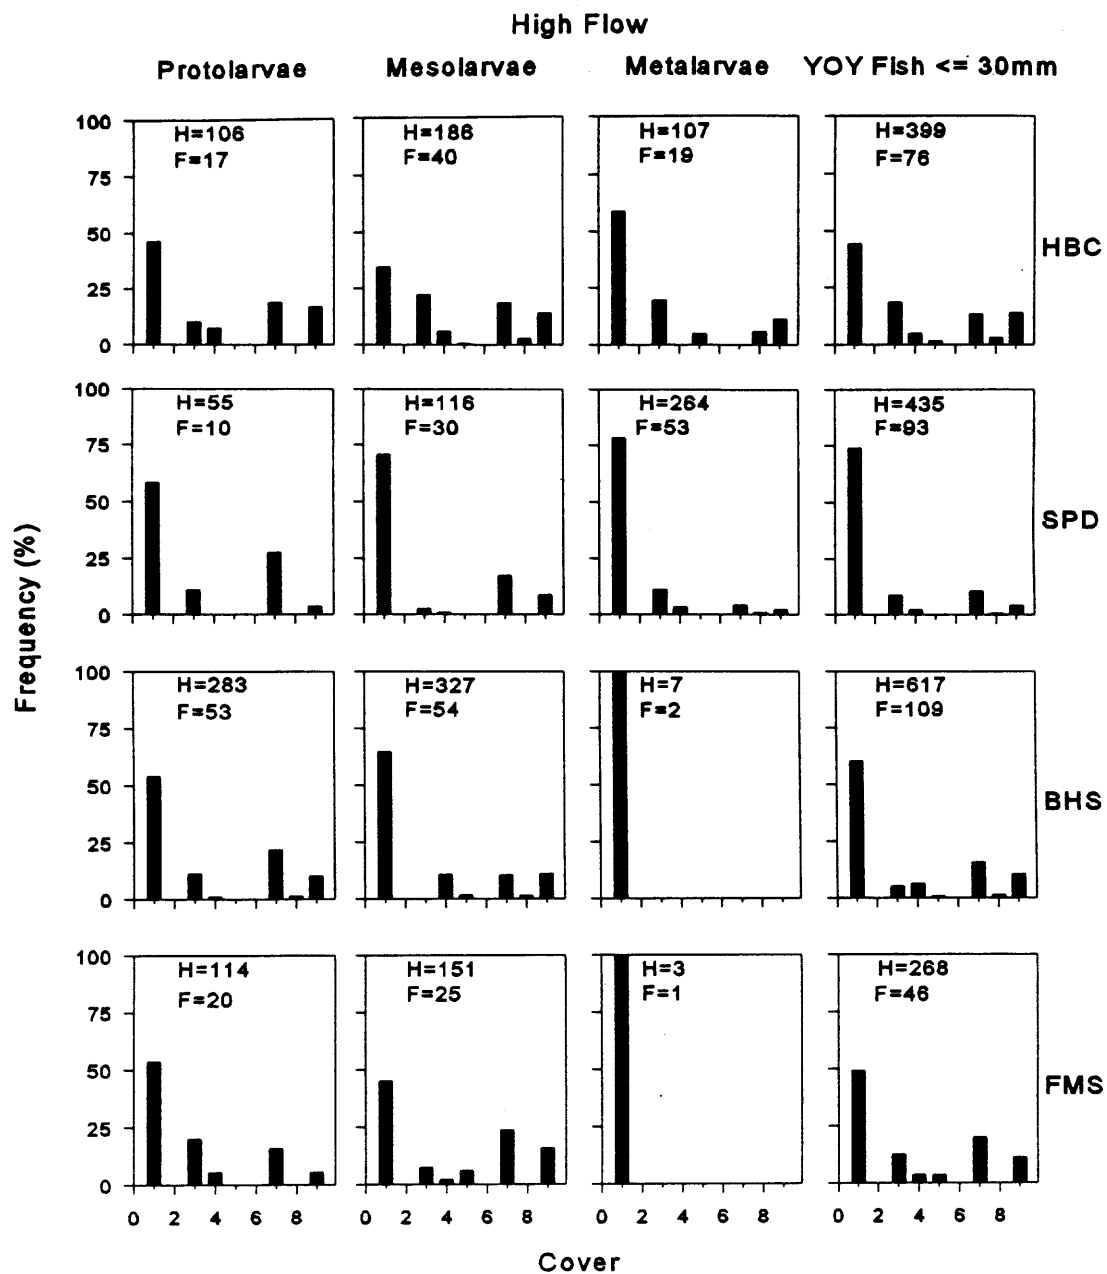 High Flow
Protolarvae Mesolarvae Metalarvae YOY Fish <= 30mm
100 H=106 H=186 H=107 H=399
F=17 F=40 F=19 F=76
75
50 HBC
25
0
100 H=55 H=116 H=264 H=435
F=10 F=30 F=53 F=93
75
50 SPD
25
0
Frequency (%)
100 H=283 H=327 H=7 H=617
F=53 F=54 F=2 F=109
75
50 BHS
25
0
100 H=114 H=151 H=3 H=268
F=20 F=25 F=1 F=46
75
50 FMS
25
0
0 2 4 6 8 0 2 4 6 8 0 2 4 6 8 0 2 4 6 8
Cover